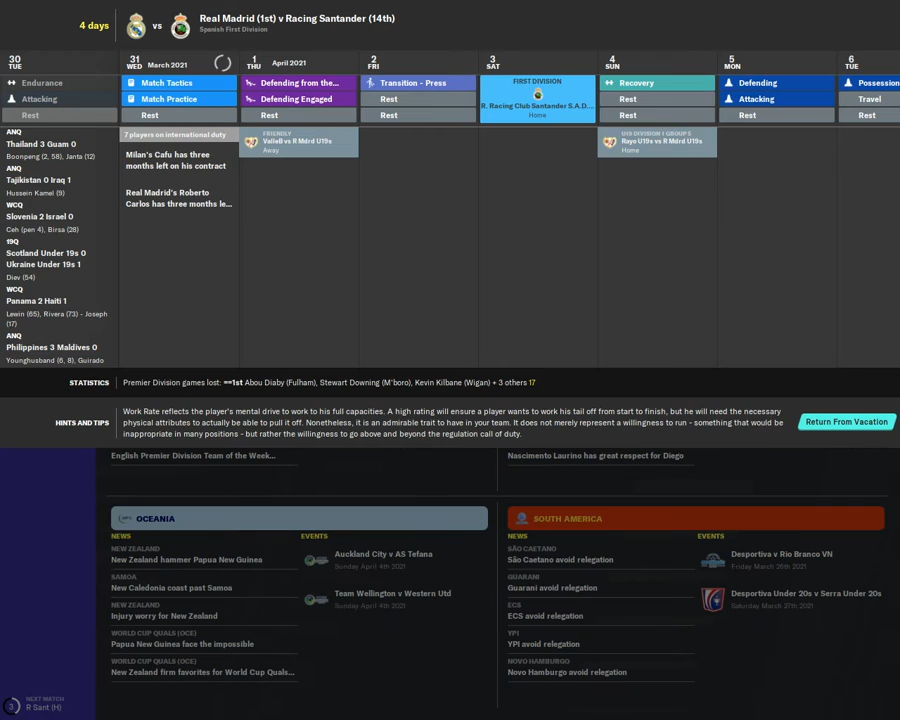 4 days
vs
Real Madrid (1st) v Racing Santander (14th)
Spanish First Division
30
TUE
31
WED
March 2021
1
THU
April 2021
2
FRI
3
SAT
4
SUN
5
MON
6
TUE
Endurance
Attacking
Rest
Match Tactics
Match Practice
Rest
Defending from the...
Defending Engaged
Rest
Transition - Press
Rest
Rest
FIRST DIVISION
R. Racing Club Santander S.A.D....
Home
Recovery
Rest
Rest
Defending
Attacking
Rest
Possession
Travel
Rest
ANQ
Thailand 3 Guam 0
Boonpeng (2, 58), Janta (12)
ANQ
Tajikistan 0 Iraq 1
Hussein Kamel (9)
WCQ
Slovenia 2 Israel 0
Ceh (pen 4), Birsa (28)
19Q
Scotland Under 19s 0
Ukraine Under 19s 1
Diev (54)
WCQ
Panama 2 Haiti 1
Lewin (65), Rivera (73) - Joseph
(17)
ANQ
Philippines 3 Maldives 0
Younghusband (6, 8), Guirado
7 players on international duty
Milan's Cafu has three
months left on his contract
Real Madrid's Roberto
Carlos has three months le...
FRIENDLY
ValleB vs R Mdrd U19s
Away
U19 DIVISION 1 GROUP 5
Rayo U19s vs R Mdrd U19s
Home
STATISTICS
Premier Division games lost: ==1st Abou Diaby (Fulham), Stewart Downing (M'boro), Kevin Kilbane (Wigan) + 3 others 17
HINTS AND TIPS
Work Rate reflects the player's mental drive to work to his full capacities. A high rating will ensure a player wants to work his tail off from start to finish, but he will need the necessary
physical attributes to actually be able to pull it off. Nonetheless, it is an admirable trait to have in your team. It does not merely represent a willingness to run - something that would be
inappropriate in many positions - but rather the willingness to go above and beyond the regulation call of duty.
Return From Vacation
English Premier Division Team of the Week...
Nascimento Laurino has great respect for Diego
OCEANIA
NEWS
NEW ZEALAND
New Zealand hammer Papua New Guinea
SAMOA
New Caledonia coast past Samoa
NEW ZEALAND
Injury worry for New Zealand
WORLD CUP QUALS (OCE)
Papua New Guinea face the impossible
WORLD CUP QUALS (OCE)
New Zealand firm favorites for World Cup Quals...
EVENTS
Auckland City v AS Tefana
Sunday April 4th 2021
Team Wellington v Western Utd
Sunday April 4th 2021
SOUTH AMERICA
NEWS
SÃO CAETANO
São Caetano avoid relegation
GUARANI
Guarani avoid relegation
ECS
ECS avoid relegation
YPI
YPI avoid relegation
NOVO HAMBURGO
Novo Hamburgo avoid relegation
EVENTS
Desportiva v Rio Branco VN
Friday March 26th 2021
Desportiva Under 20s v Serra Under 20s
Saturday March 27th 2021
3
NEXT MATCH
R Sant (H)